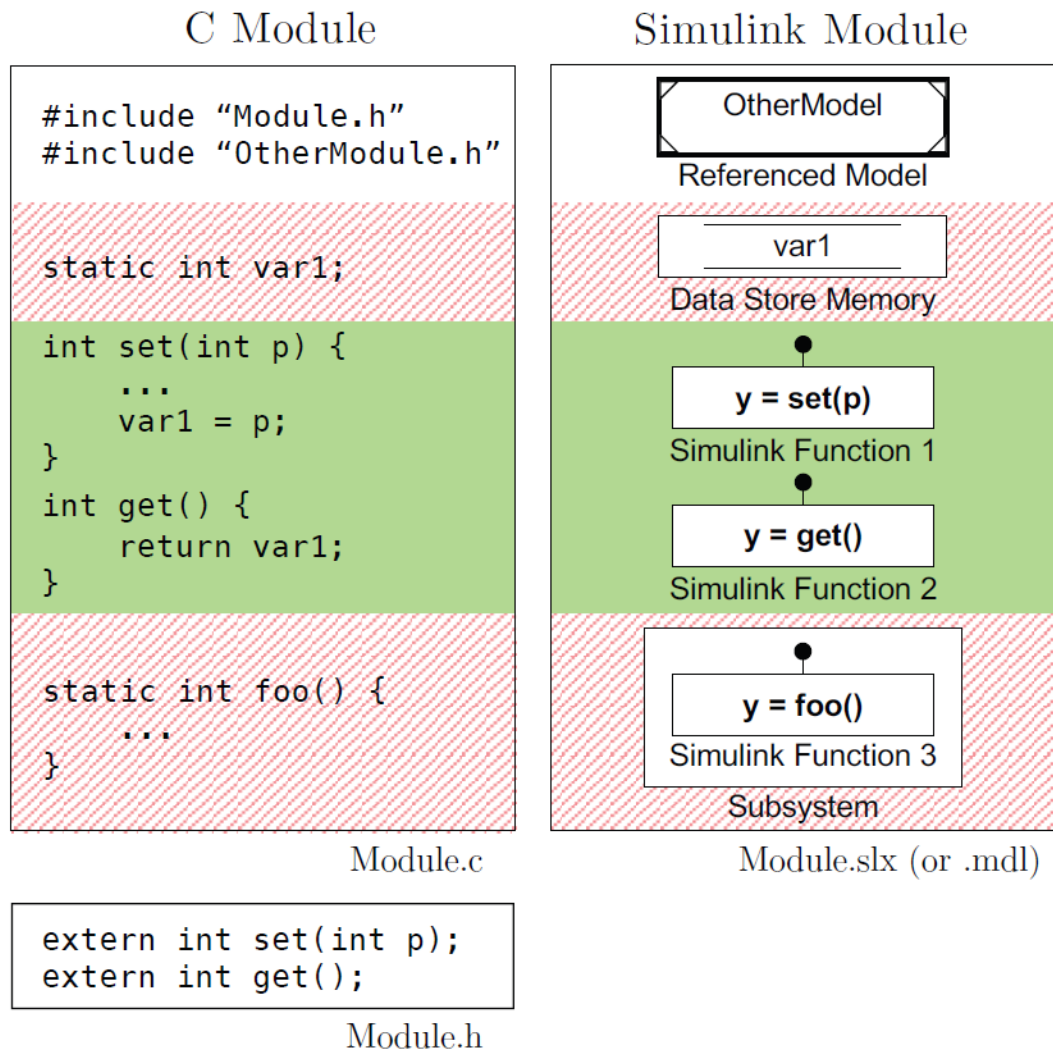 C Module
#include “Module.h”
#include “OtherModule.h”
static int var1;
int set(int p) {
...
var1 = p;
}
int get() {
return var1;
}
static int foo() {
...
}
Module.c
extern int set(int p);
extern int get();
Module.h
Simulink Module
OtherModel
Referenced Model
var1
Data Store Memory
y = set(p)
Simulink Function 1
y = get()
Simulink Function 2
y = foo()
Simulink Function 3
Subsystem
Module.slx (or .mdl)